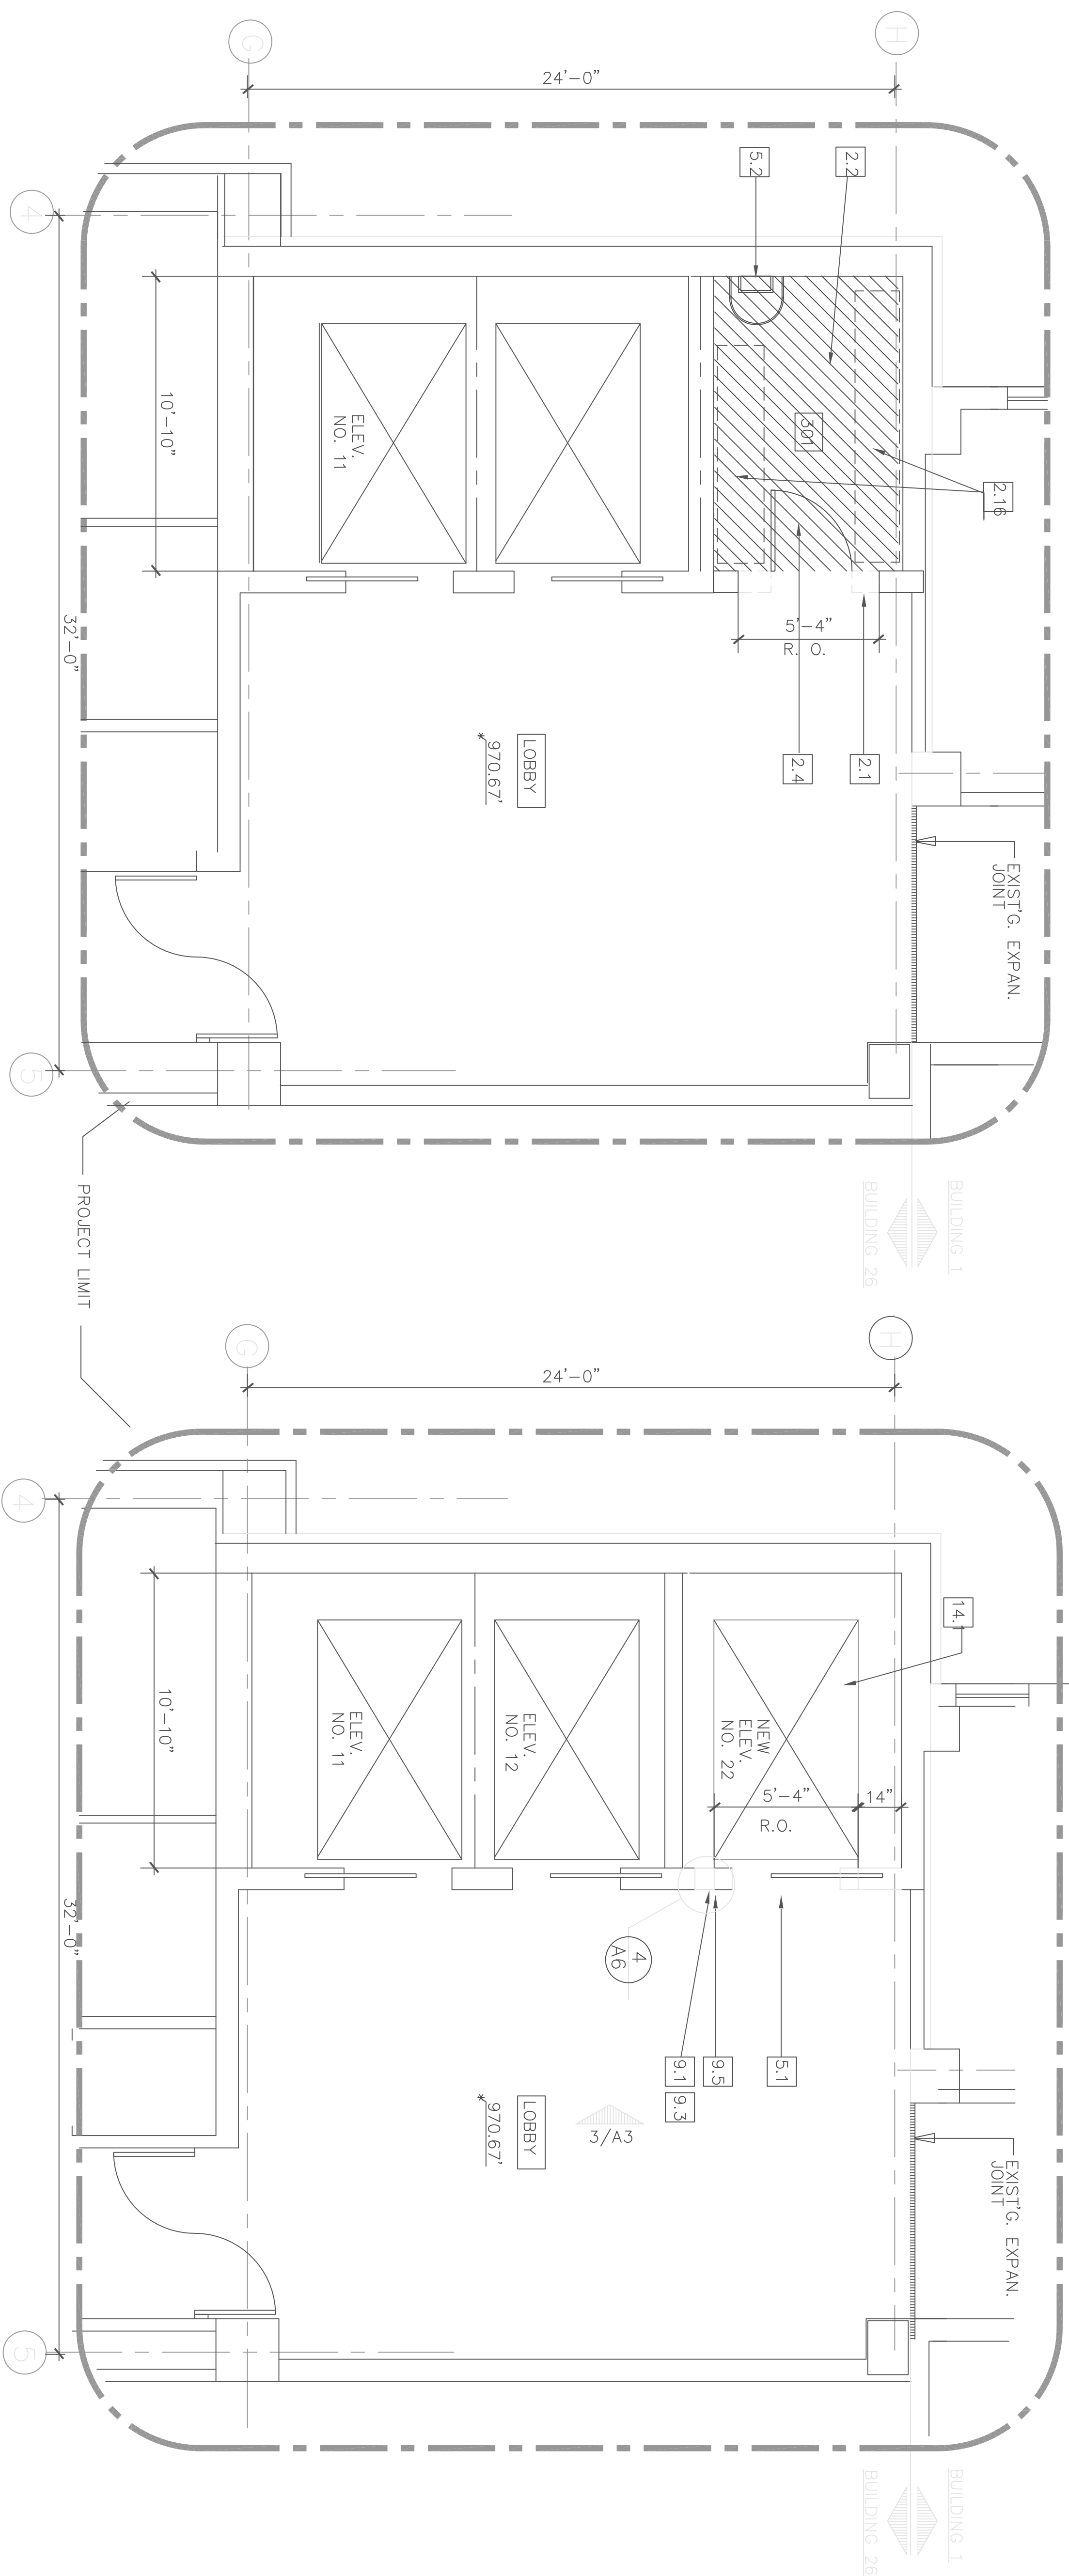 G
H
24'-0"
5.2
2.2
4
301
2.16
10'-10"
ELEV.
NO. 11
5'-4"
R. O.
32'-0"
2.4
2.1
LOBBY
* 970.67'
EXIST'G. EXPAN.
JOINT
5
PROJECT LIMIT
BUILDING 1
BUILDING 26
G
H
24'-0"
4
14.1
10'-10"
ELEV.
NO. 11
ELEV.
NO. 12
NEW
ELEV.
NO. 22
5'-4"
14"
R.O.
32'-0"
4
A6
9.1
9.5
5.1
9.3
LOBBY
* 970.67'
3/A3
EXIST'G. EXPAN.
JOINT
5
BUILDING 1
BUILDING 26